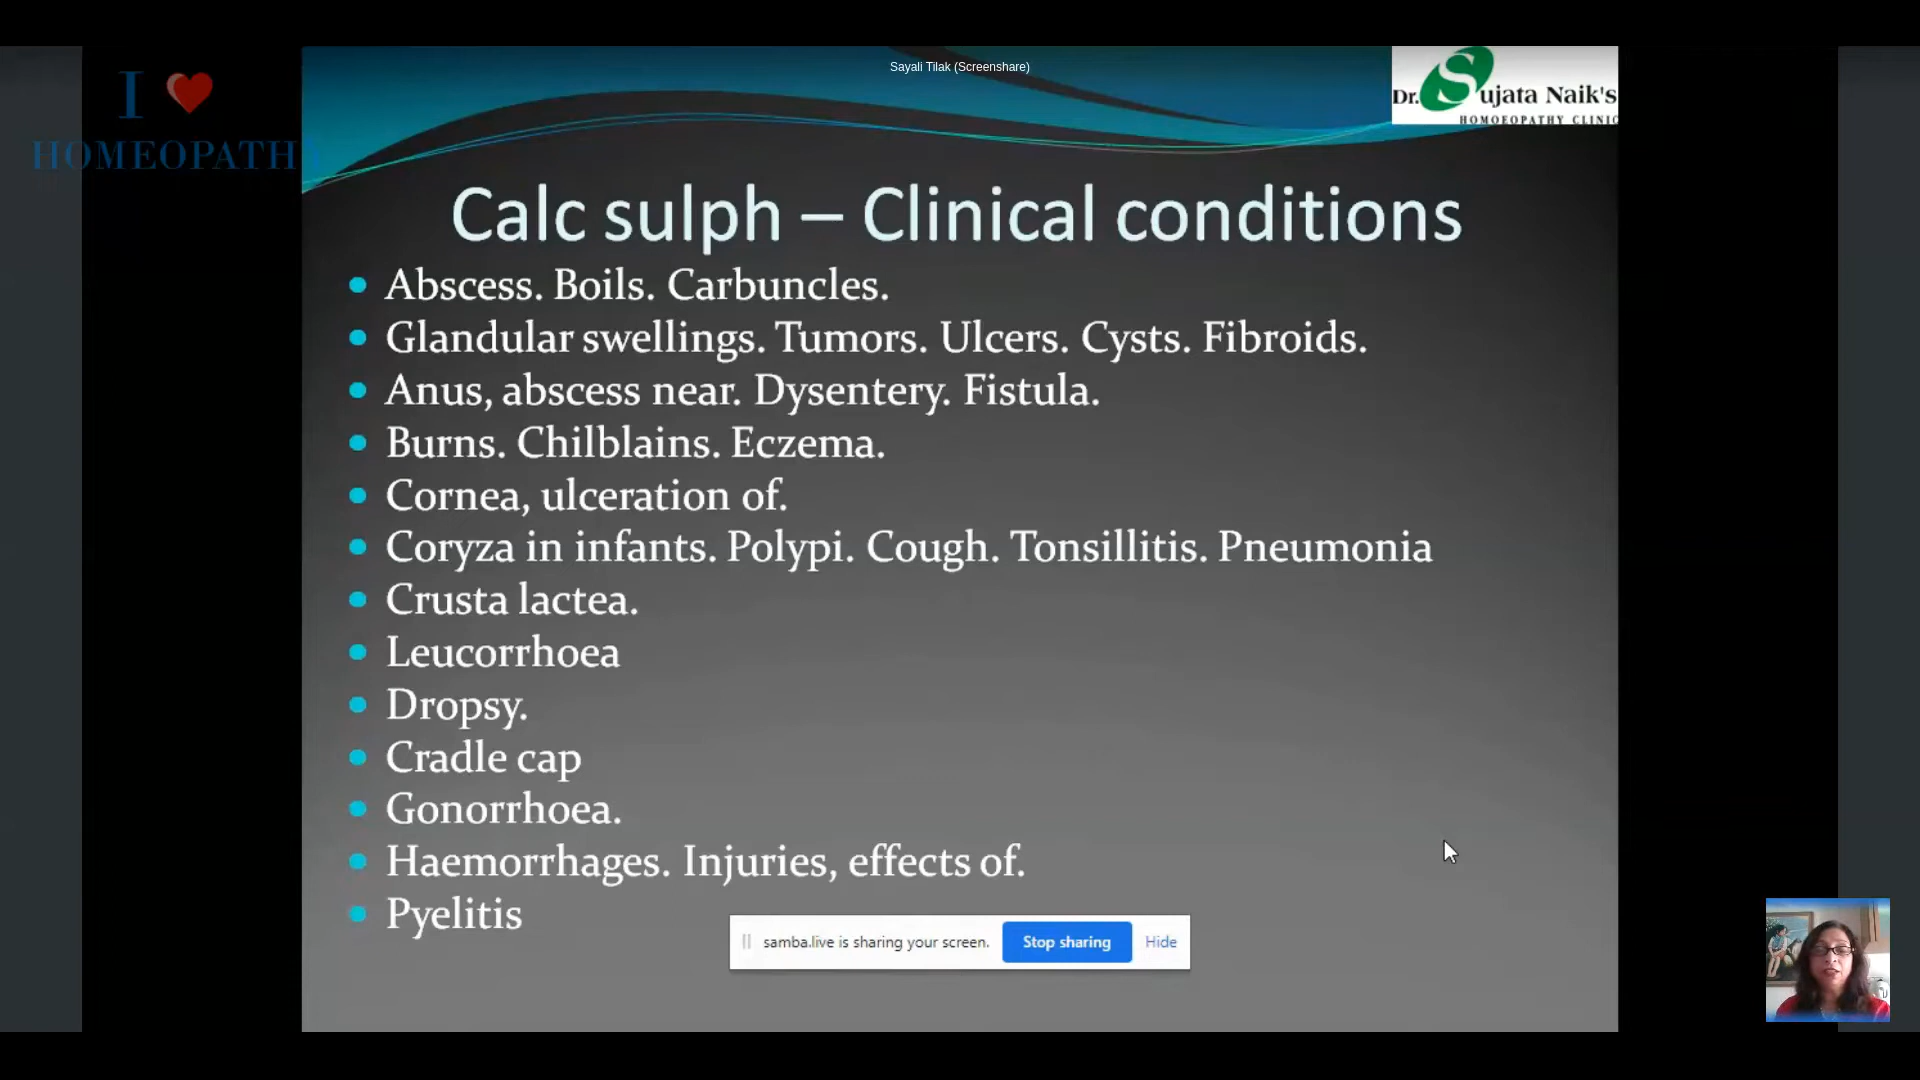 Sayali Tilak (Screenshare)
I
HOMEOPATHY
Dr. Sujata Naik's
HOMOEOPATHY CLINIC
Calc sulph – Clinical conditions
Abscess. Boils. Carbuncles.
Glandular swellings. Tumors. Ulcers. Cysts. Fibroids.
Anus, abscess near. Dysentery. Fistula.
Burns. Chilblains. Eczema.
Cornea, ulceration of.
Coryza in infants. Polypi. Cough. Tonsillitis. Pneumonia
Crusta lactea.
Leucorrhoea
Dropsy.
Cradle cap
Gonorrhoea.
Haemorrhages. Injuries, effects of.
Pyelitis
samba.live is sharing your screen. Stop sharing Hide